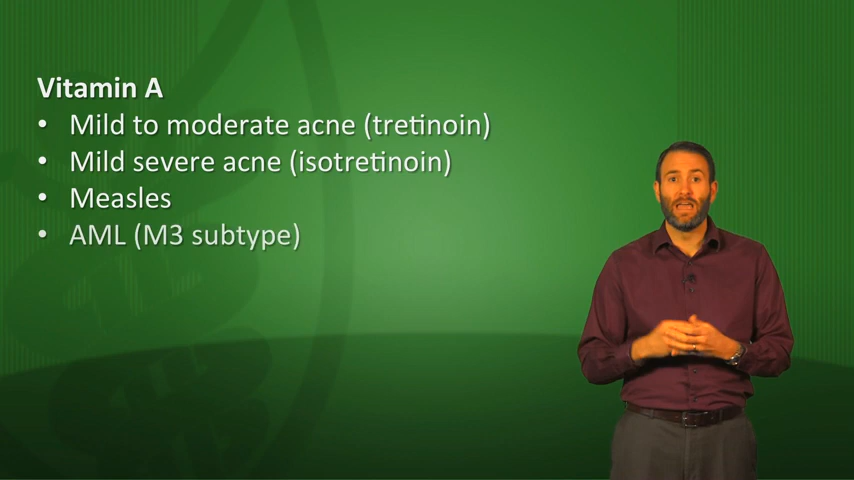 Vitamin A
• Mild to moderate acne (tretinoin)
• Mild severe acne (isotretinoin)
• Measles
• AML (M3 subtype)